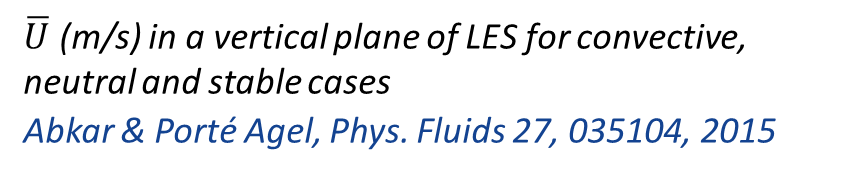 U̅ (m/s) in a vertical plane of LES for convective,
neutral and stable cases
Abkar & Porté Agel, Phys. Fluids 27, 035104, 2015